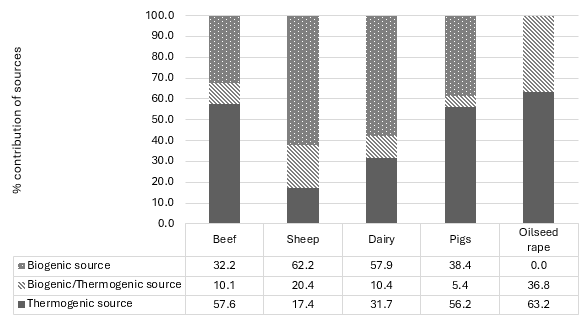 % contribution of sources
100.0
90.0
80.0
70.0
60.0
50.0
40.0
30.0
20.0
10.0
0.0
Beef Sheep Dairy Pigs Oilseed
rape
Biogenic source 32.2 62.2 57.9 38.4 0.0
Biogenic/Thermogenic source 10.1 20.4 10.4 5.4 36.8
Thermogenic source 57.6 17.4 31.7 56.2 63.2